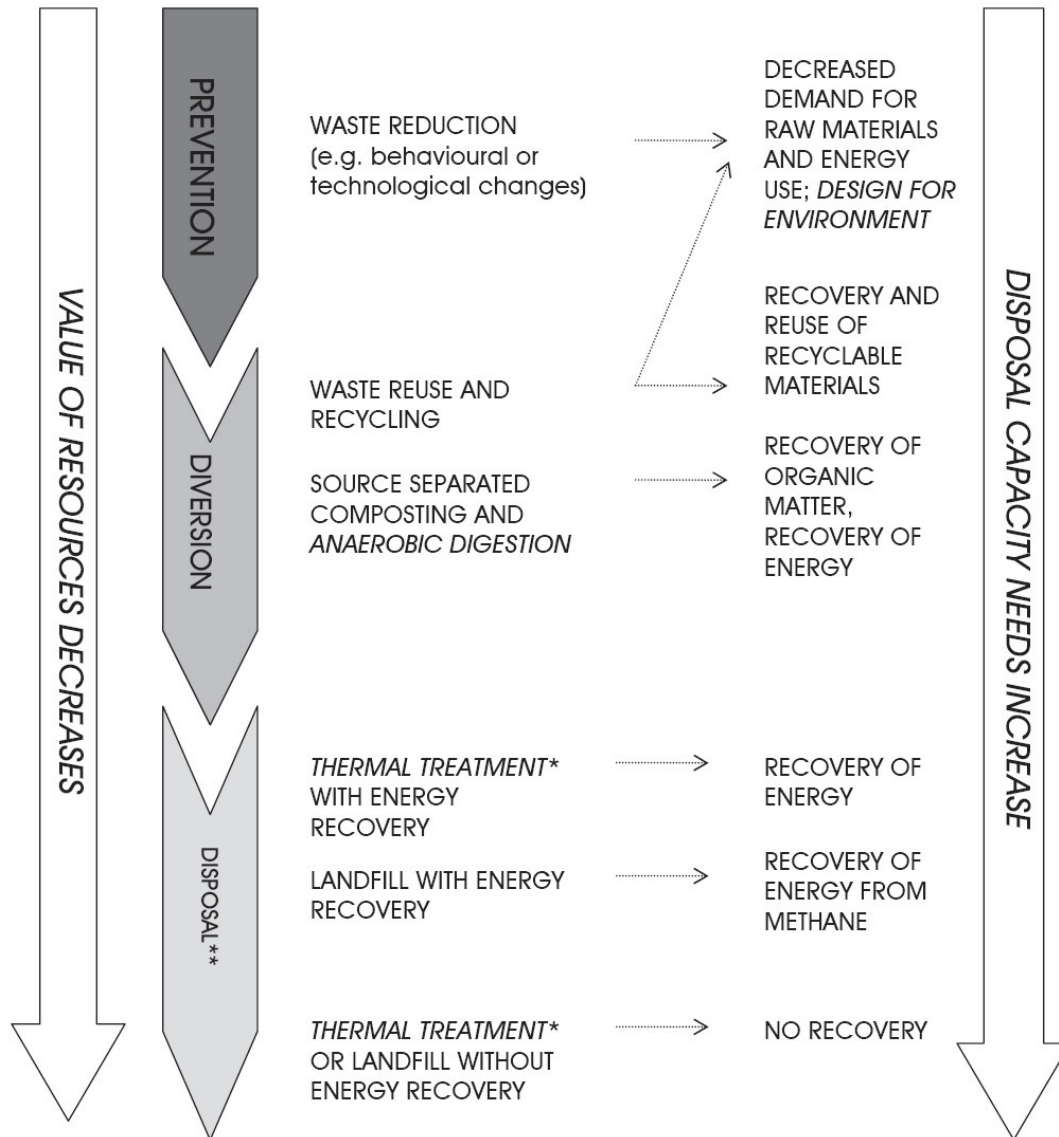 VALUE OF RESOURCES DECREASES
PREVENTION
WASTE REDUCTION
(e.g. behavioural or
technological changes)
DECREASED
DEMAND FOR
RAW MATERIALS
AND ENERGY
USE; DESIGN FOR
ENVIRONMENT
DIVERSION
WASTE REUSE AND
RECYCLING
RECOVERY AND
REUSE OF
RECYCLABLE
MATERIALS
SOURCE SEPARATED
COMPOSTING AND
ANAEROBIC DIGESTION
RECOVERY OF
ORGANIC
MATTER,
RECOVERY OF
ENERGY
DISPOSAL**
THERMAL TREATMENT*
WITH ENERGY
RECOVERY
RECOVERY OF
ENERGY
LANDFILL WITH ENERGY
RECOVERY
RECOVERY OF
ENERGY FROM
METHANE
THERMAL TREATMENT*
OR LANDFILL WITHOUT
ENERGY RECOVERY
NO RECOVERY
DISPOSAL CAPACITY NEEDS INCREASE